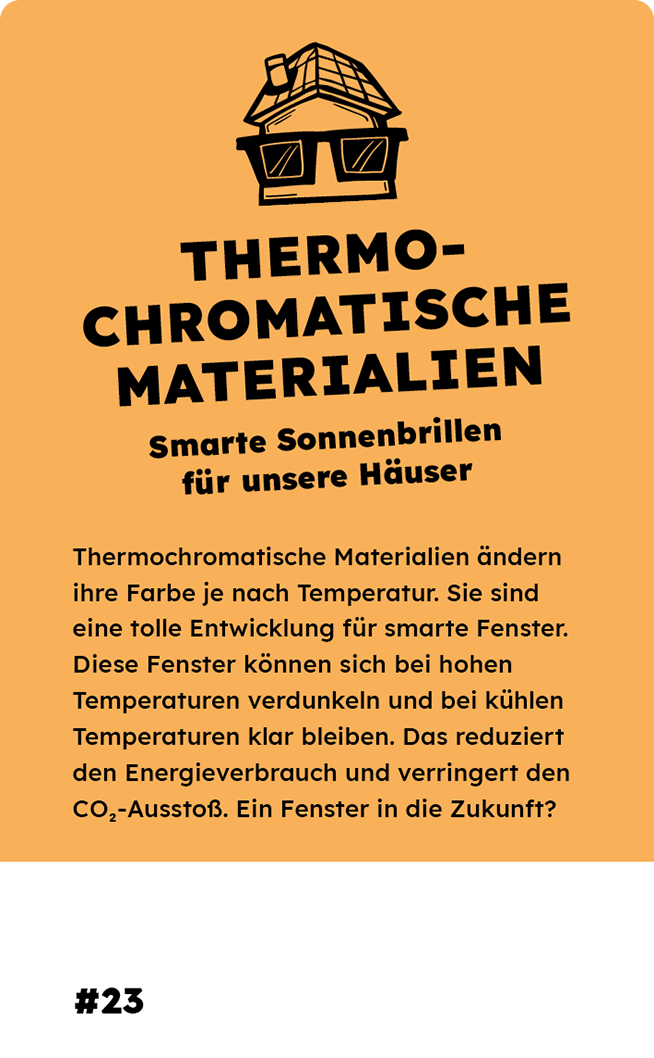 THERMO-
CHROMATISCHE
MATERIALIEN
Smarte Sonnenbrillen
für unsere Häuser
Thermochromatische Materialien ändern
ihre Farbe je nach Temperatur. Sie sind
eine tolle Entwicklung für smarte Fenster.
Diese Fenster können sich bei hohen
Temperaturen verdunkeln und bei kühlen
Temperaturen klar bleiben. Das reduziert
den Energieverbrauch und verringert den
CO₂-Ausstoß. Ein Fenster in die Zukunft?
#23